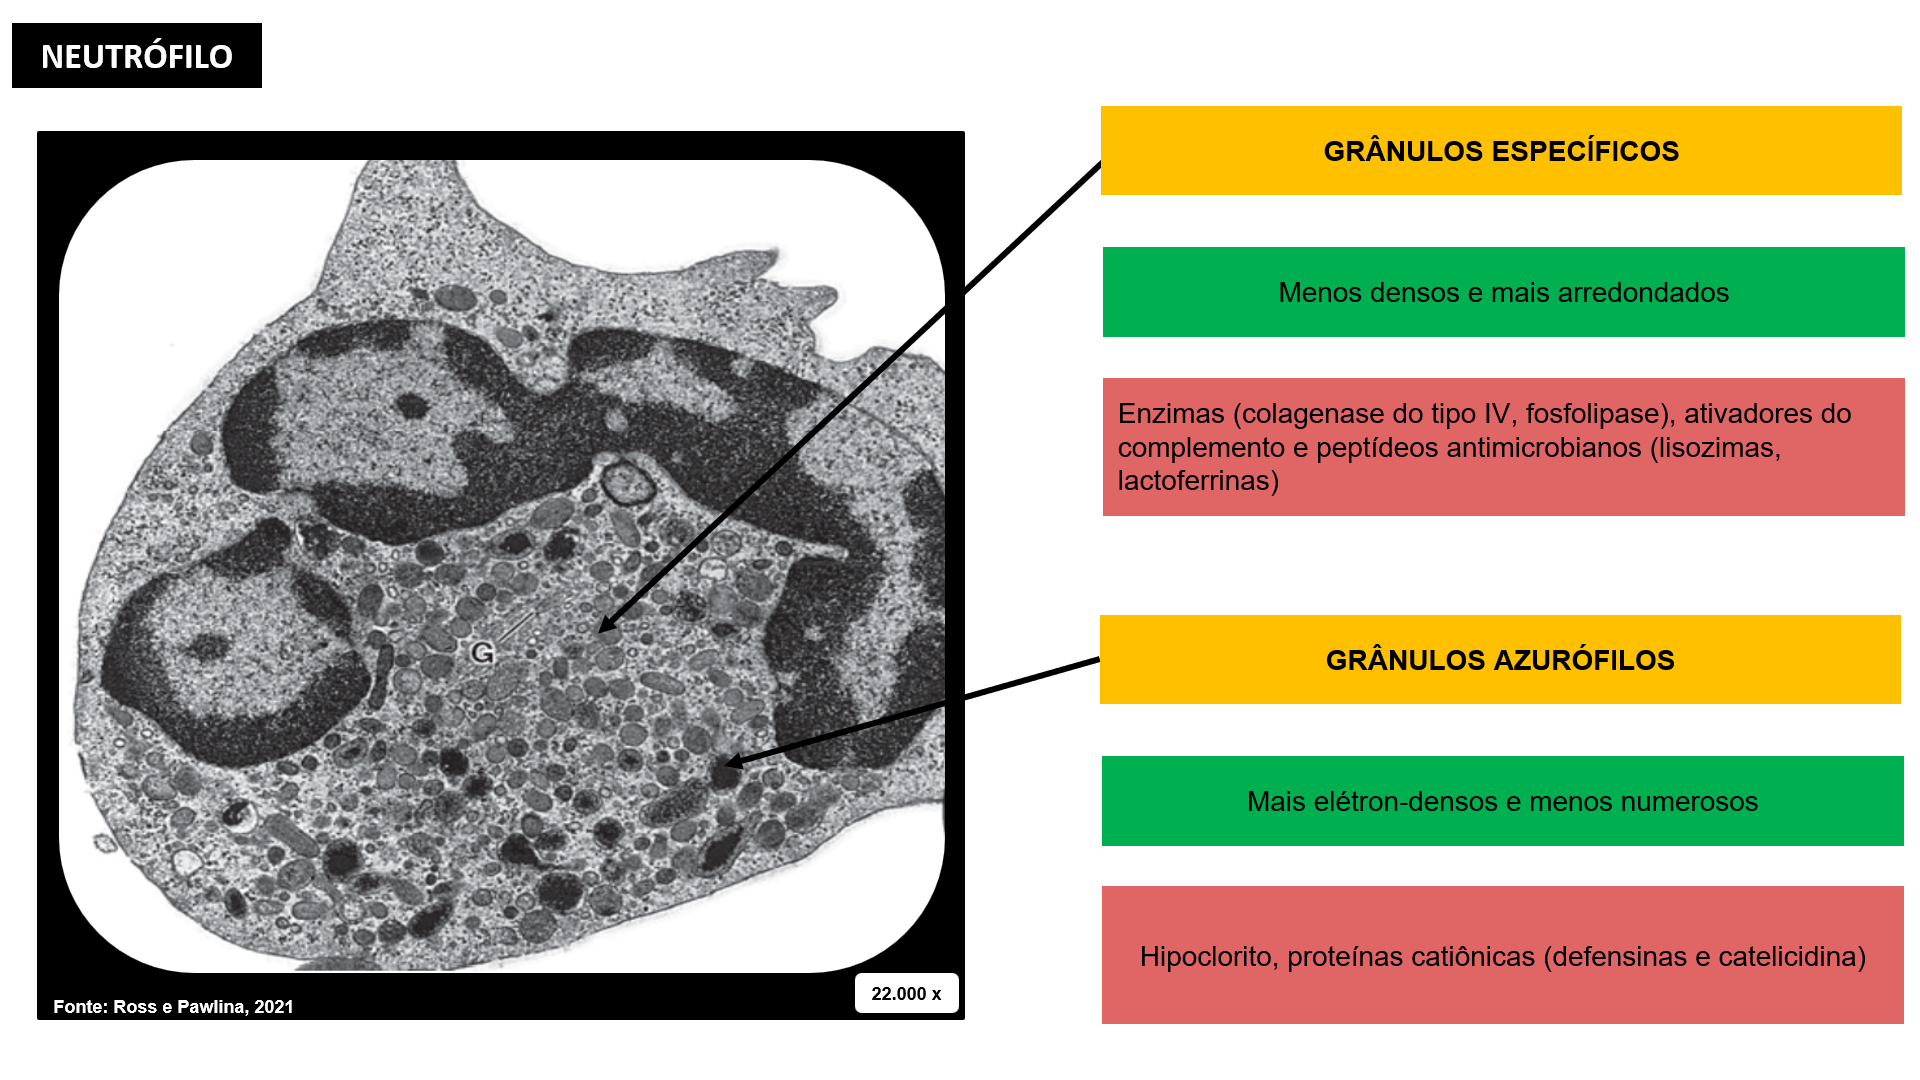 NEUTRÓFILO
GRÂNULOS ESPECÍFICOS
Menos densos e mais arredondados
Enzimas (colagenase do tipo IV, fosfolipase), ativadores do
complemento e peptídeos antimicrobianos (lisozimas,
lactoferrinas)
G
GRÂNULOS AZURÓFILOS
Mais elétron-densos e menos numerosos
Hipoclorito, proteínas catiônicas (defensinas e catelicidina)
22.000 x
Fonte: Ross e Pawlina, 2021